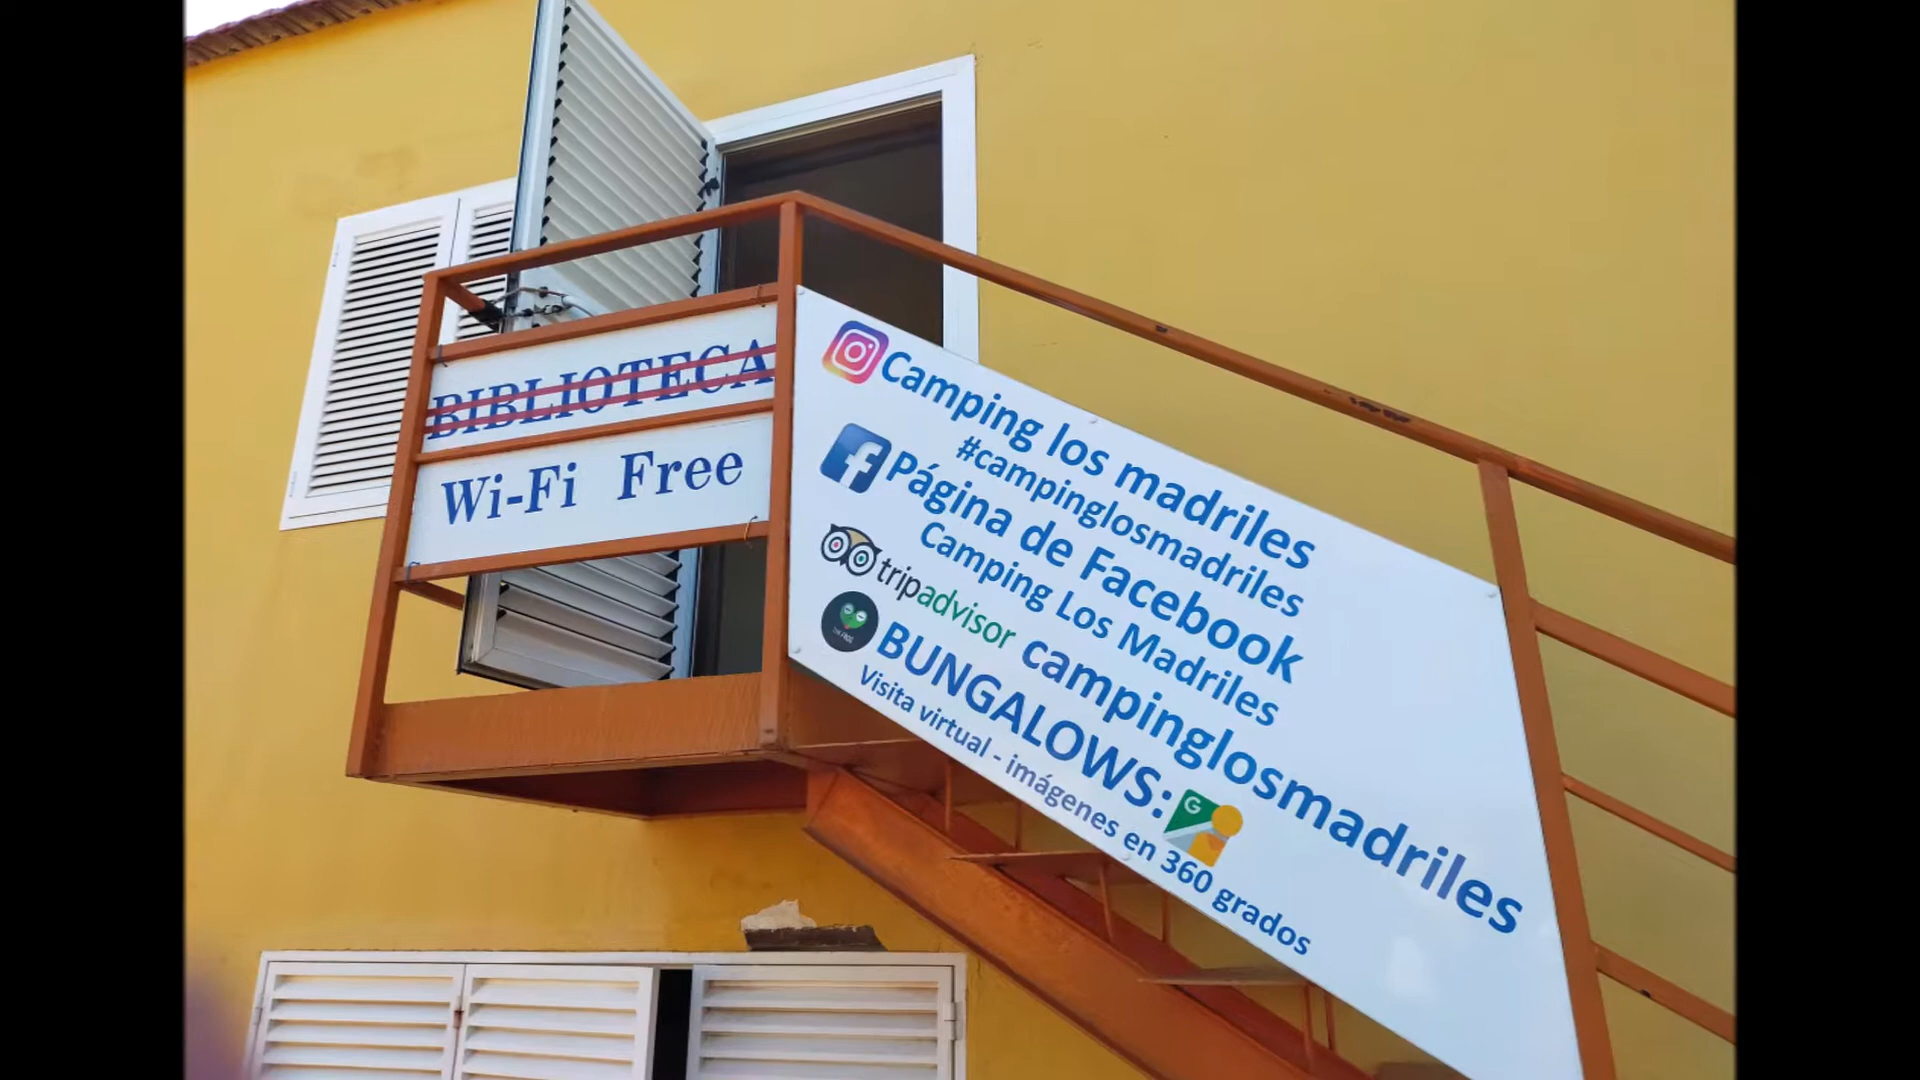 BIBLIOTECA
Wi-Fi Free
Camping los madriles
#campinglosmadriles
Página de Facebook
Camping Los Madriles
tripadvisor campinglosmadriles
BUNGALOWS:
Visita virtual - imágenes en 360 grados